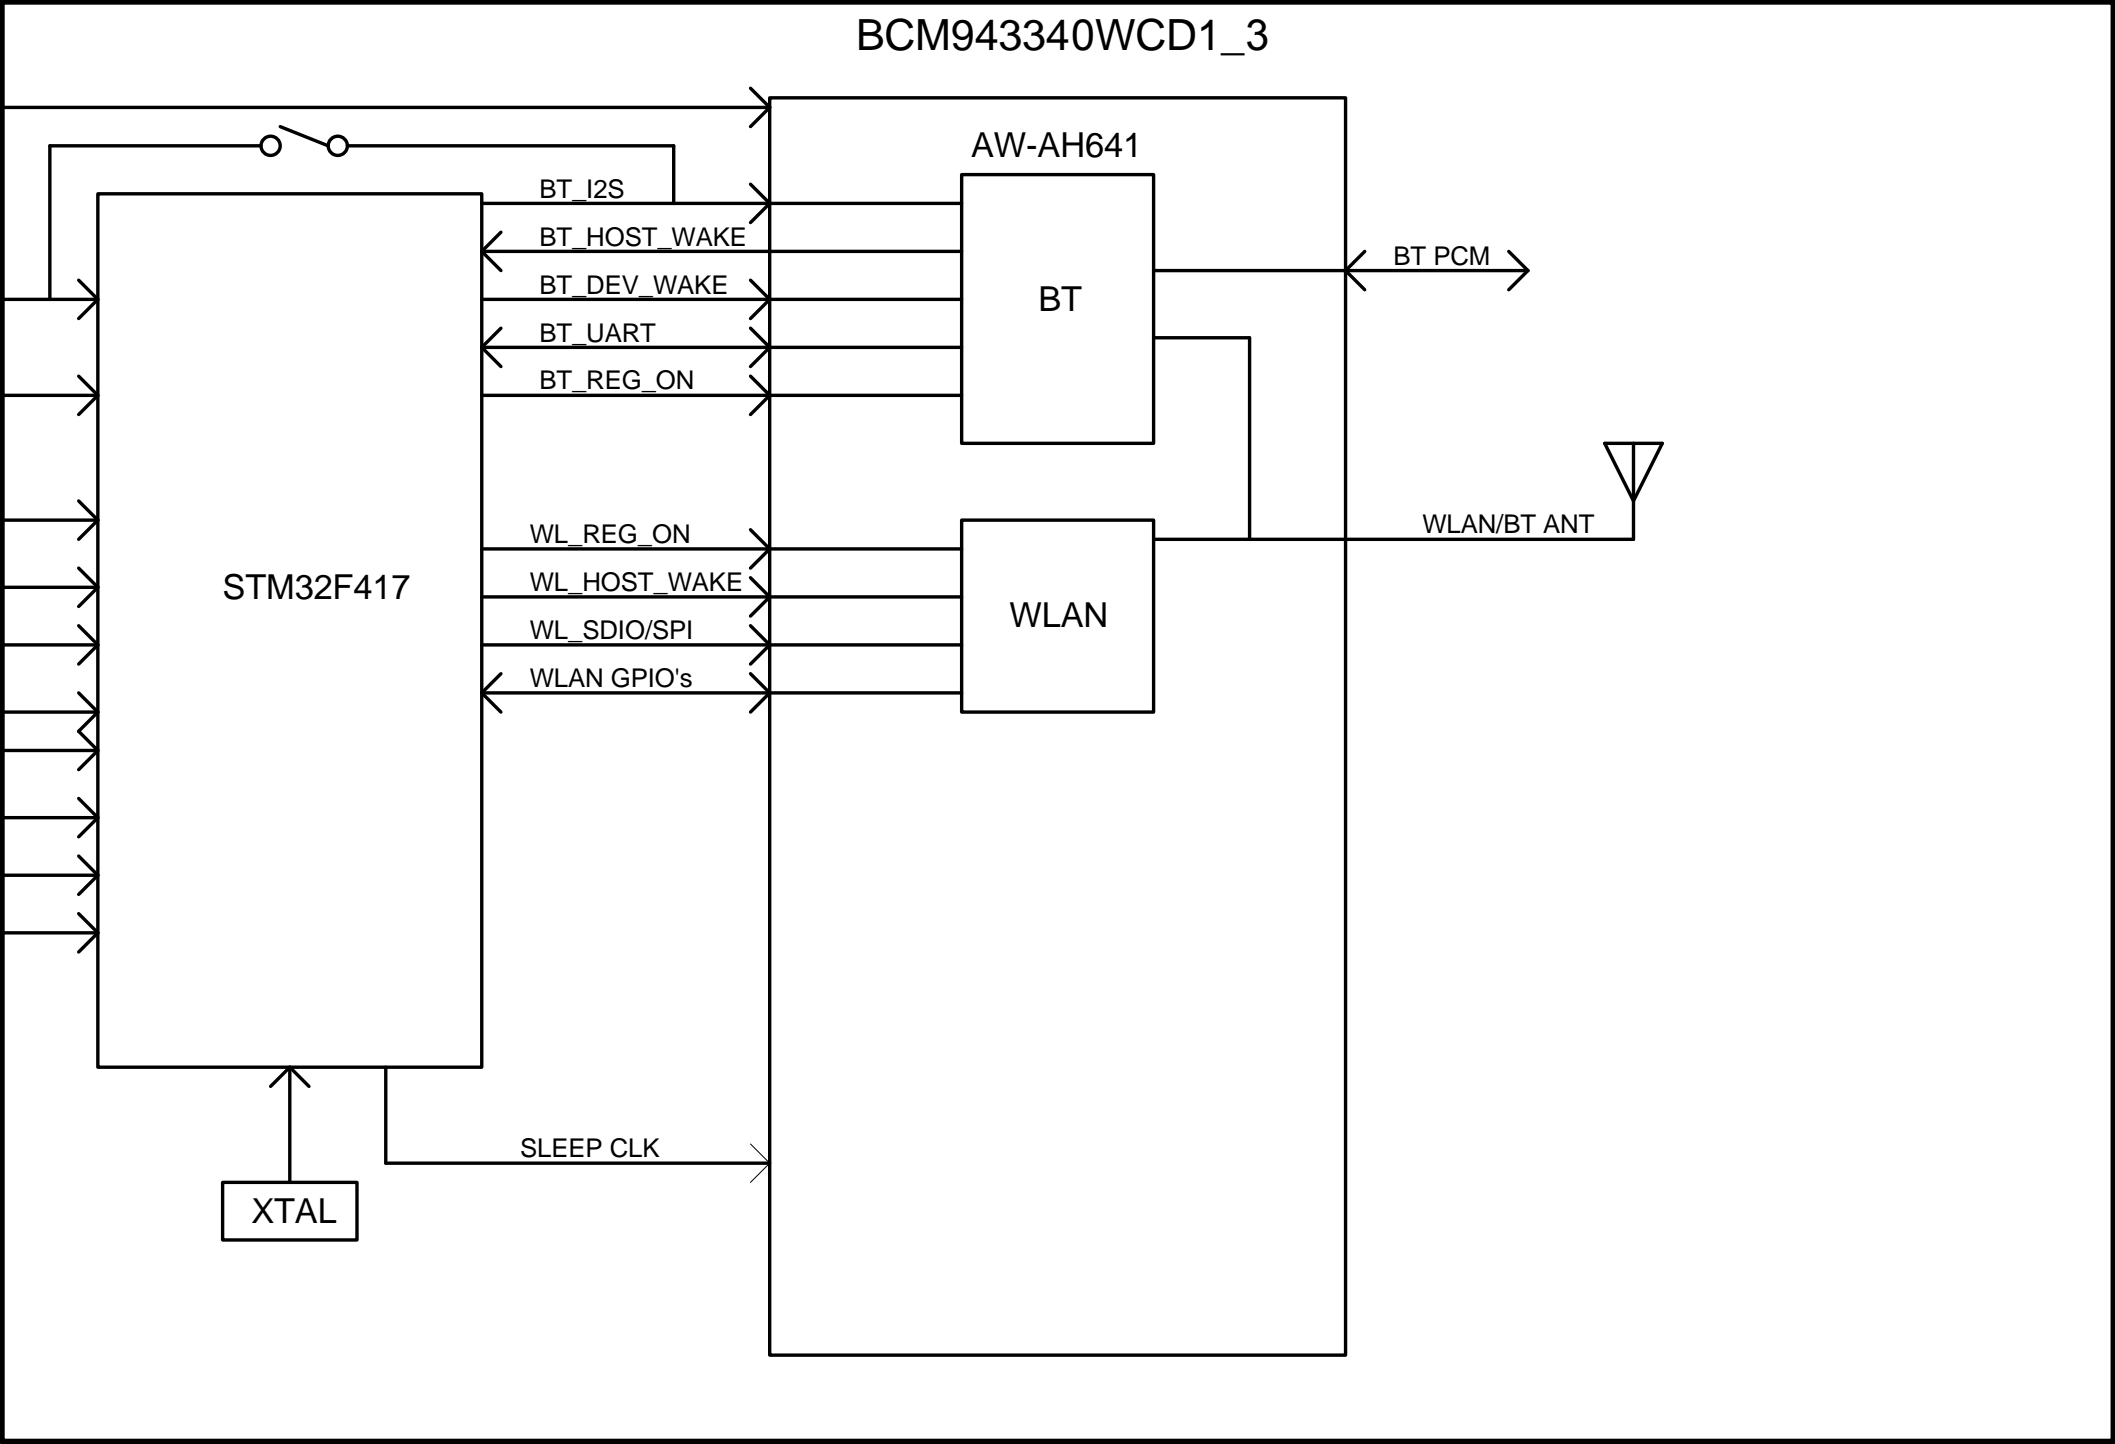 BCM943340WCD1_3
AW-AH641
BT_I2S
BT_HOST_WAKE
BT PCM
BT_DEV_WAKE
BT
BT_UART
BT_REG_ON
WLAN/BT ANT
WL_REG_ON
WL_HOST_WAKE
STM32F417
WLAN
WL_SDIO/SPI
WLAN GPIO's
SLEEP CLK
XTAL